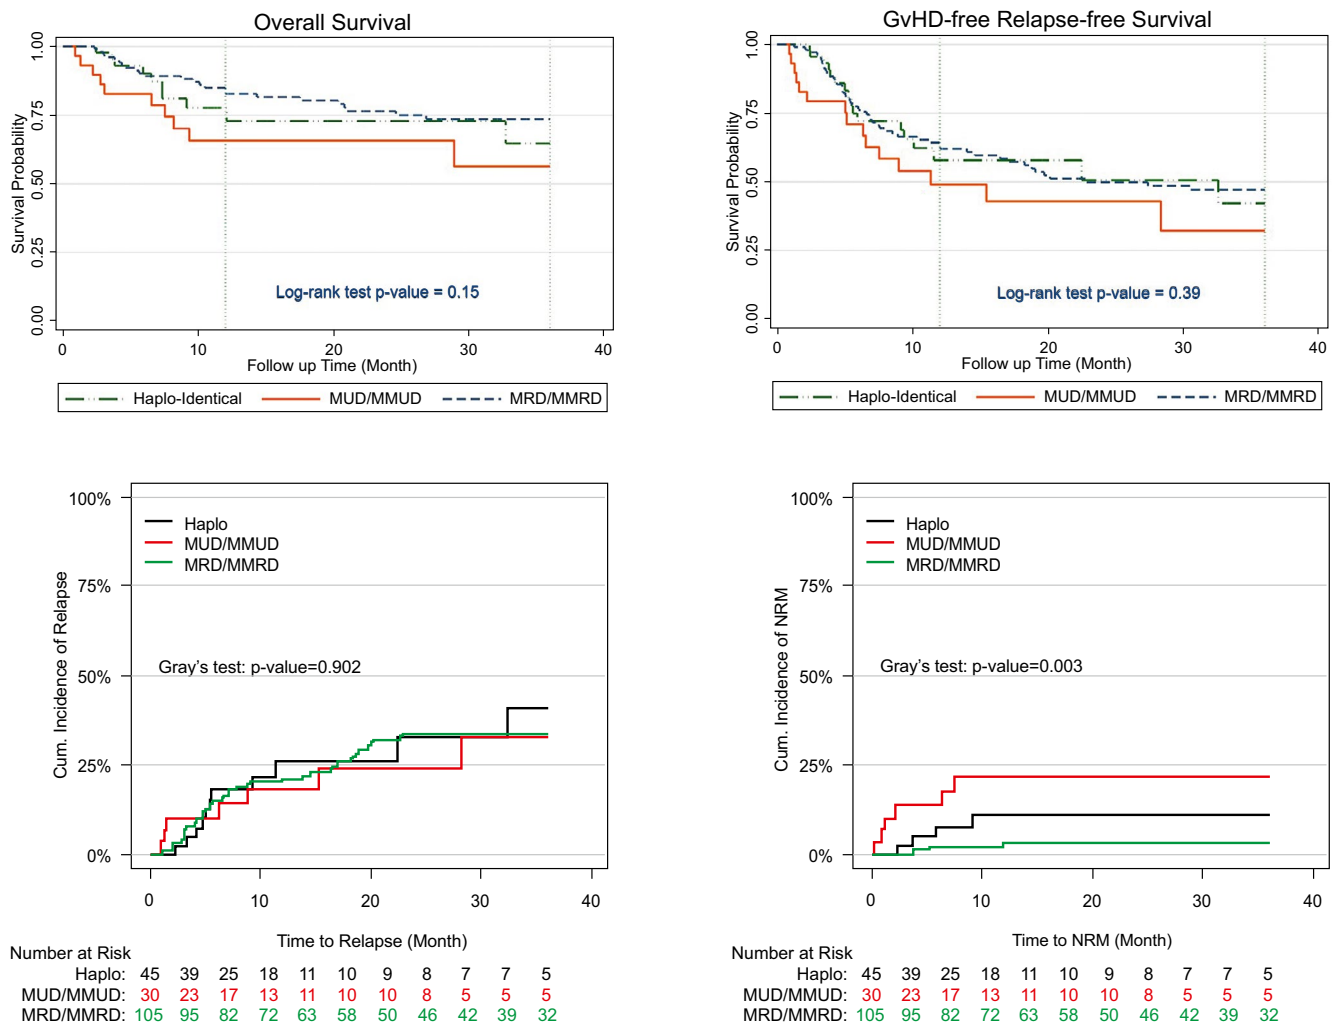 Overall Survival
Survival Probability
1.00
0.75
0.50
0.25
0.00
Log-rank test p-value = 0.15
0 10 20 30 40
Follow up Time (Month)
Haplo-Identical MUD/MMUD MRD/MMRD
GvHD-free Relapse-free Survival
Survival Probability
1.00
0.75
0.50
0.25
0.00
Log-rank test p-value = 0.39
0 10 20 30 40
Follow up Time (Month)
Haplo-Identical MUD/MMUD MRD/MMRD
Cum. Incidence of Relapse
100%
75%
50%
25%
0%
Haplo
MUD/MMUD
MRD/MMRD
Gray's test: p-value=0.902
0 10 20 30 40
Time to Relapse (Month)
Number at Risk
Haplo: 45 39 25 18 11 10 9 8 7 7 5
MUD/MMUD: 30 23 17 13 11 10 10 8 5 5 5
MRD/MMRD: 105 95 82 72 63 58 50 46 42 39 32
Cum. Incidence of NRM
100%
75%
50%
25%
0%
Haplo
MUD/MMUD
MRD/MMRD
Gray's test: p-value=0.003
0 10 20 30 40
Time to NRM (Month)
Number at Risk
Haplo: 45 39 25 18 11 10 9 8 7 7 5
MUD/MMUD: 30 23 17 13 11 10 10 8 5 5 5
MRD/MMRD: 105 95 82 72 63 58 50 46 42 39 32